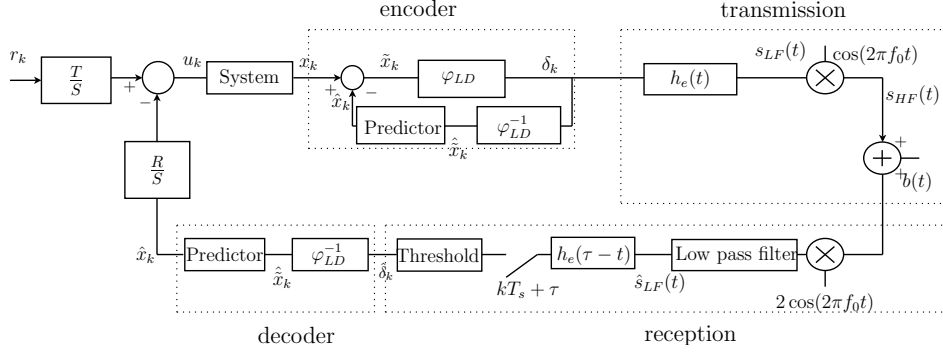 encoder
transmission
r_k
T/S
+
−
u_k
System
x_k
+
−
x̃_k
φ_LD
δ_k
x̂_k
Predictor
x̃̂_k
φ_LD^{-1}
h_e(t)
s_LF(t)
cos(2πf_0t)
×
s_HF(t)
+
+
+
b(t)
R/S
x̂_k
Predictor
x̃̂_k
φ_LD^{-1}
δ̂_k
Threshold
kT_s + τ
h_e(τ − t)
ŝ_LF(t)
Low pass filter
×
2 cos(2πf_0t)
decoder
reception